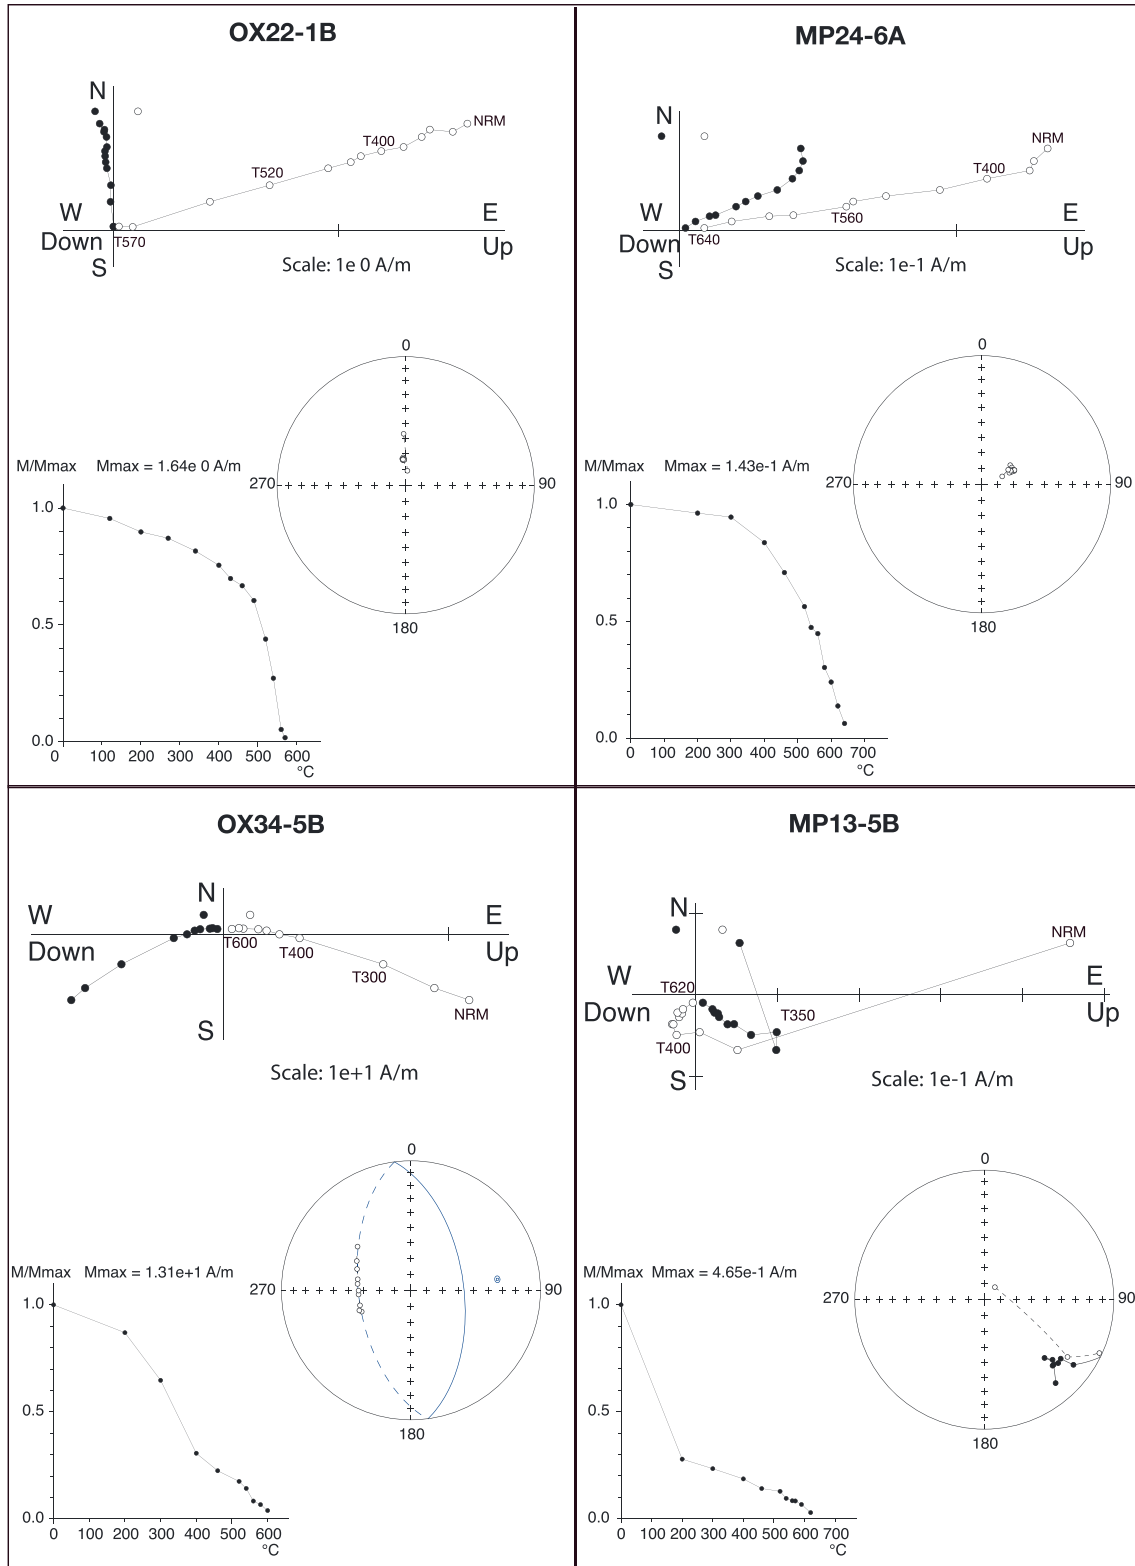 OX22-1B
N
NRM
T400
T520
W
E
Down
T570
Up
S
Scale: 1e 0 A/m
0
M/Mmax Mmax = 1.64e 0 A/m
270
90
1.0
180
0.5
0.0
0 100 200 300 400 500 600
°C
MP24-6A
N
NRM
T400
W
E
T560
Down
T640
Up
S
Scale: 1e-1 A/m
0
M/Mmax Mmax = 1.43e-1 A/m
270
90
1.0
180
0.5
0.0
0 100 200 300 400 500 600 700
°C
OX34-5B
N
W
E
Down
T600
T400
Up
T300
NRM
S
Scale: 1e+1 A/m
0
M/Mmax Mmax = 1.31e+1 A/m
270
90
1.0
180
0.5
0.0
0 100 200 300 400 500 600
°C
MP13-5B
N
NRM
W
E
T620
Down
T350
Up
T400
S
Scale: 1e-1 A/m
0
M/Mmax Mmax = 4.65e-1 A/m
270
90
1.0
180
0.5
0.0
0 100 200 300 400 500 600 700
°C